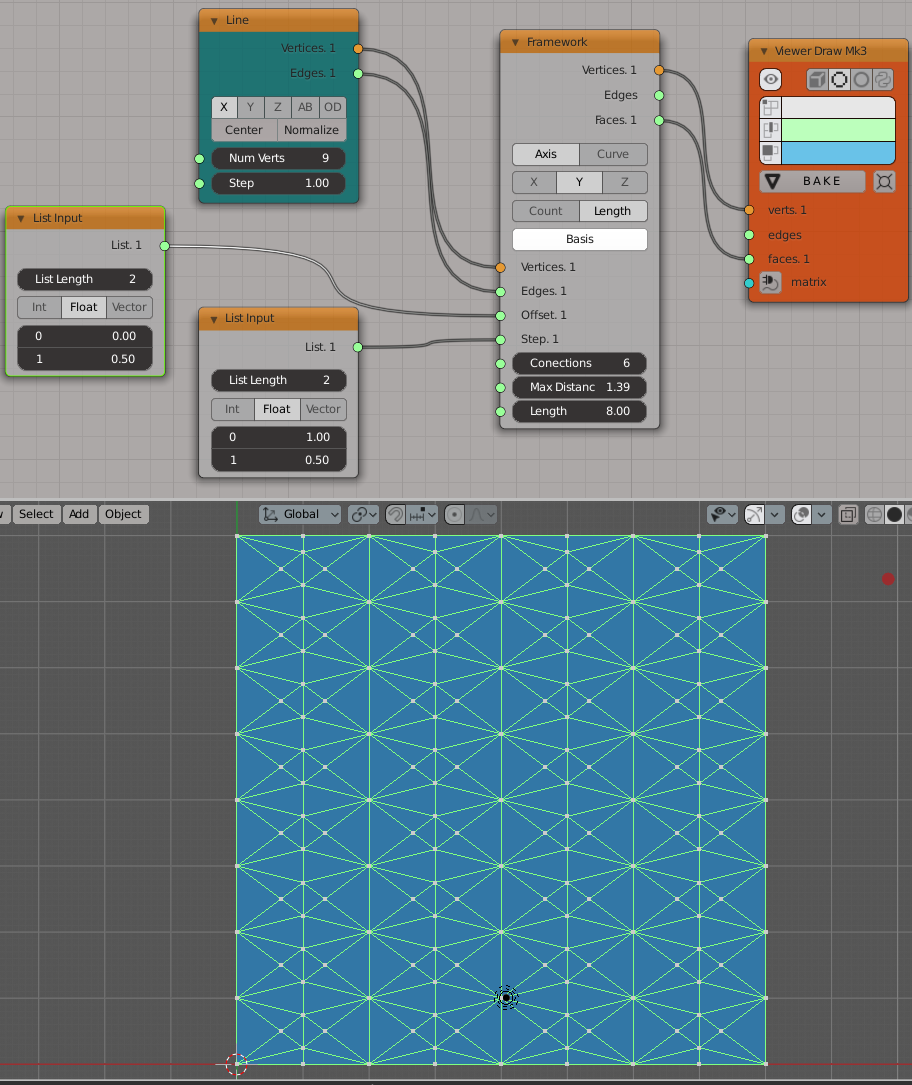 Line
Vertices. 1
Edges. 1
X Y Z AB OD
Center Normalize
Num Verts 9
Step 1.00
List Input
List. 1
List Length 2
Int Float Vector
0 0.00
1 0.50
List Input
List. 1
List Length 2
Int Float Vector
0 1.00
1 0.50
Framework
Vertices. 1
Edges
Faces. 1
Axis Curve
X Y Z
Count Length
Basis
Vertices. 1
Edges. 1
Offset. 1
Step. 1
Conections 6
Max Distanc 1.39
Length 8.00
Viewer Draw Mk3
BAKE
verts. 1
edges
faces. 1
matrix
Select Add Object Global